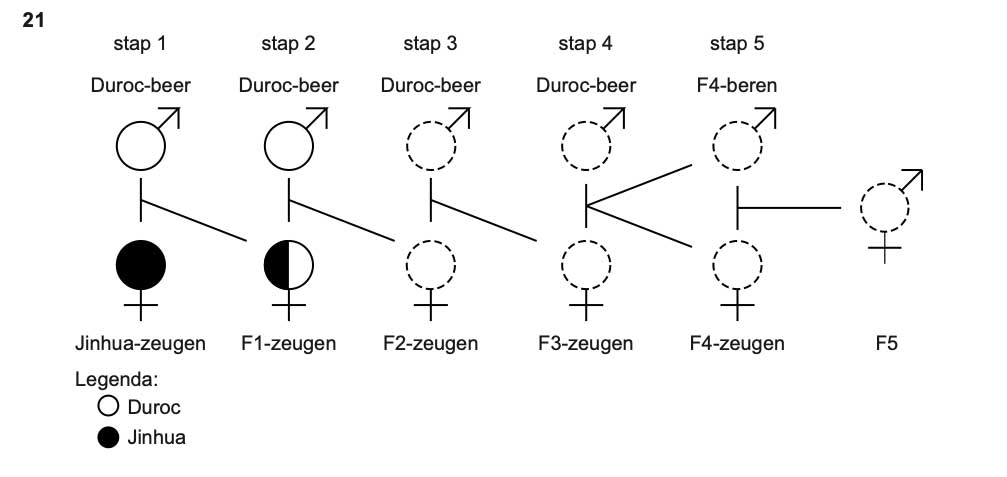 21
stap 1 stap 2 stap 3 stap 4 stap 5
Duroc-beer Duroc-beer Duroc-beer Duroc-beer F4-beren
Jinhua-zeugen F1-zeugen F2-zeugen F3-zeugen F4-zeugen F5
Legenda:
Duroc
Jinhua